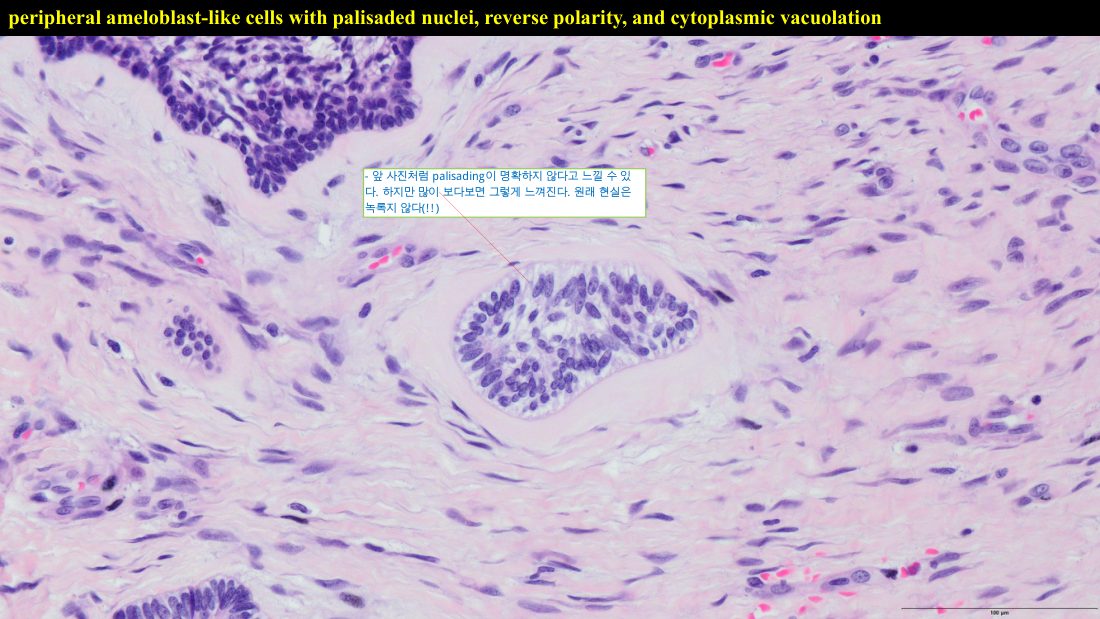 peripheral ameloblast-like cells with palisaded nuclei, reverse polarity, and cytoplasmic vacuolation
- 앞 사진처럼 palisading이 명확하지 않다고 느낄 수 있
다. 하지만 많이 보다보면 그렇게 느껴진다. 원래 현실은
녹록지 않다(!!)
100 μm